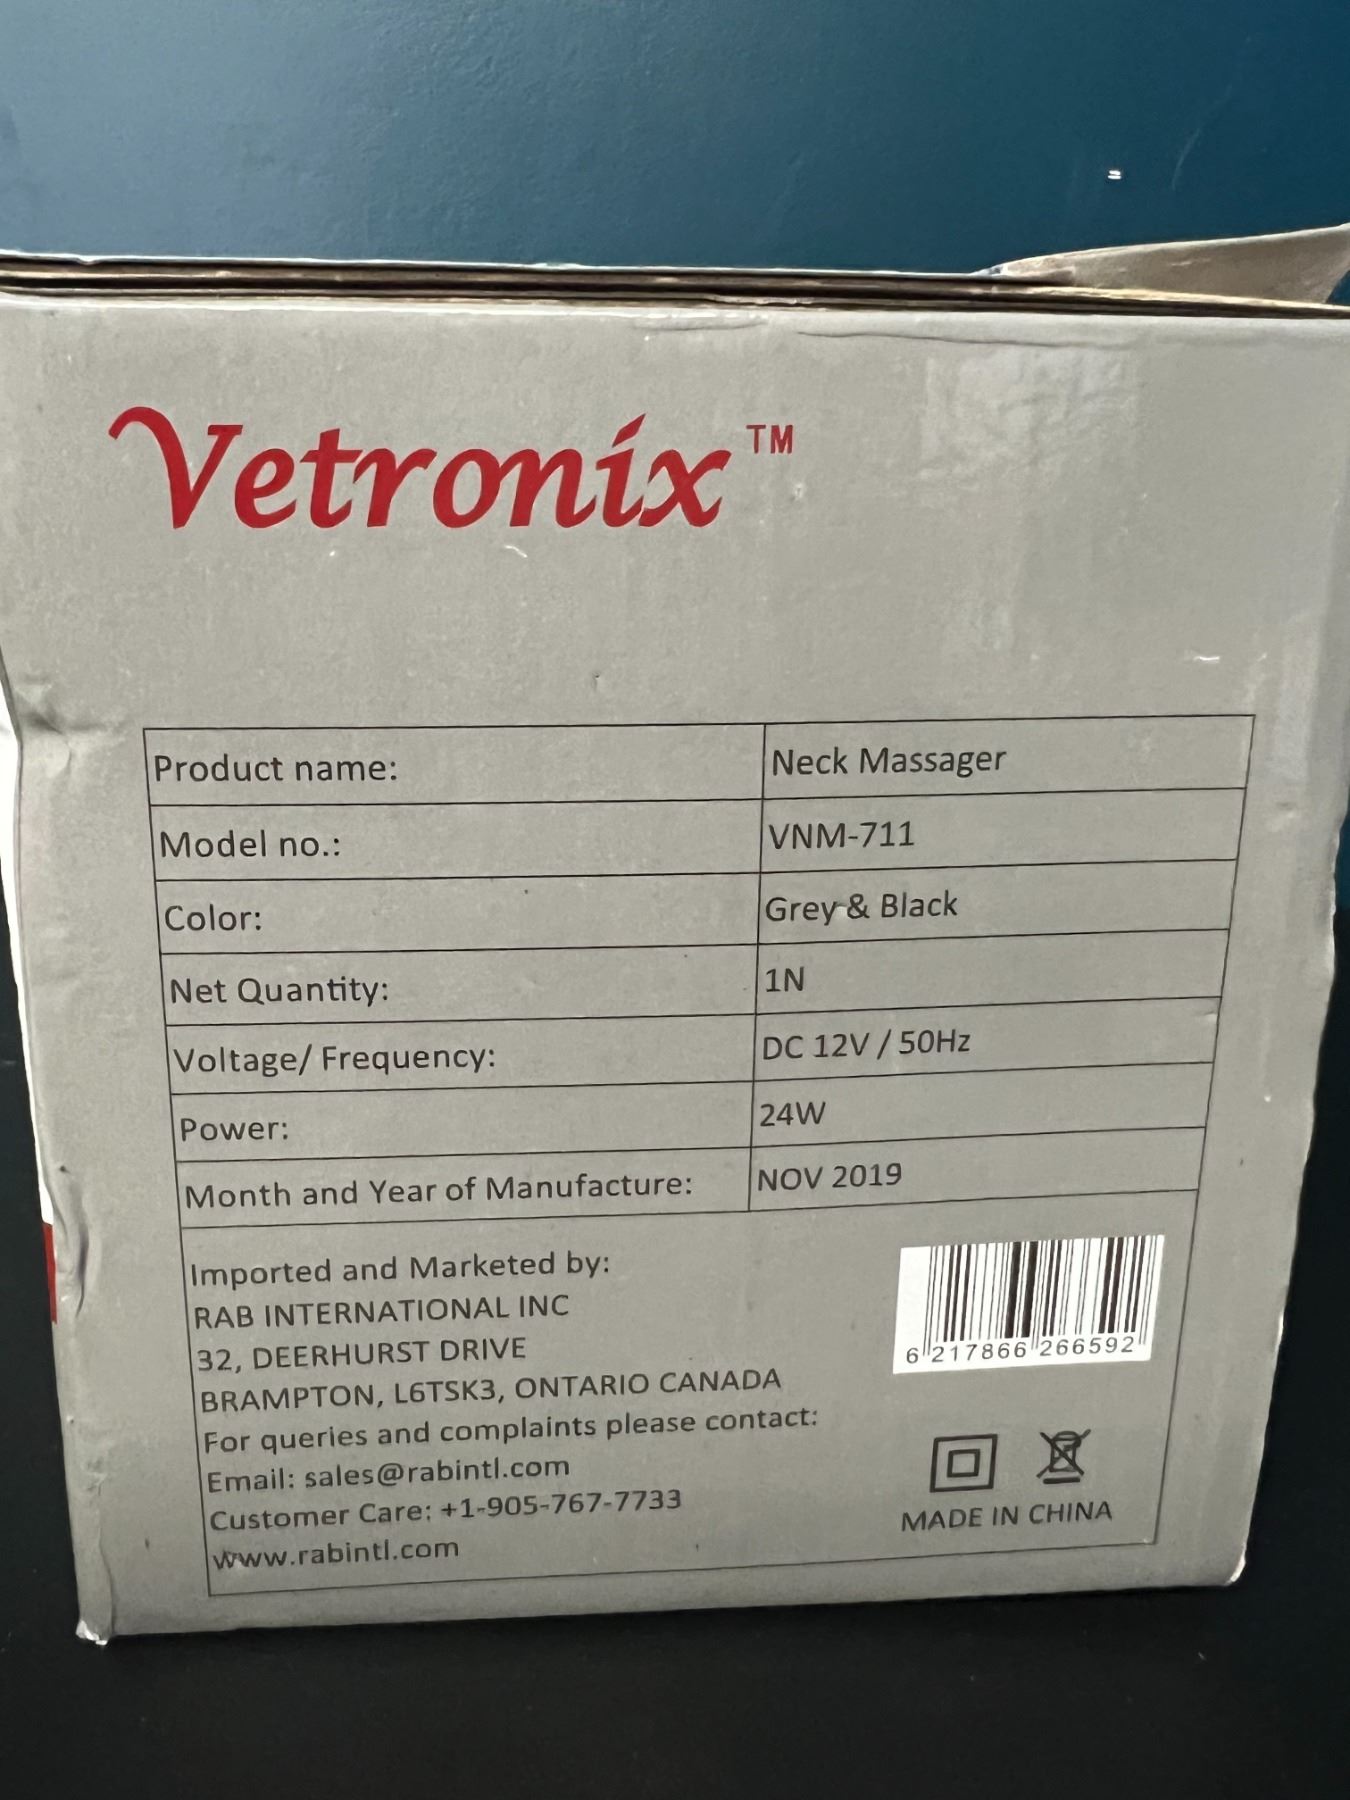 Vetronix™
Product name: Neck Massager
Model no.: VNM-711
Color: Grey & Black
Net Quantity: 1N
Voltage/ Frequency: DC 12V / 50Hz
Power: 24W
Month and Year of Manufacture: NOV 2019
Imported and Marketed by:
RAB INTERNATIONAL INC
32, DEERHURST DRIVE
BRAMPTON, L6TSK3, ONTARIO CANADA
For queries and complaints please contact:
Email: sales@rabintl.com
Customer Care: +1-905-767-7733
www.rabintl.com
6 217866 266592
MADE IN CHINA